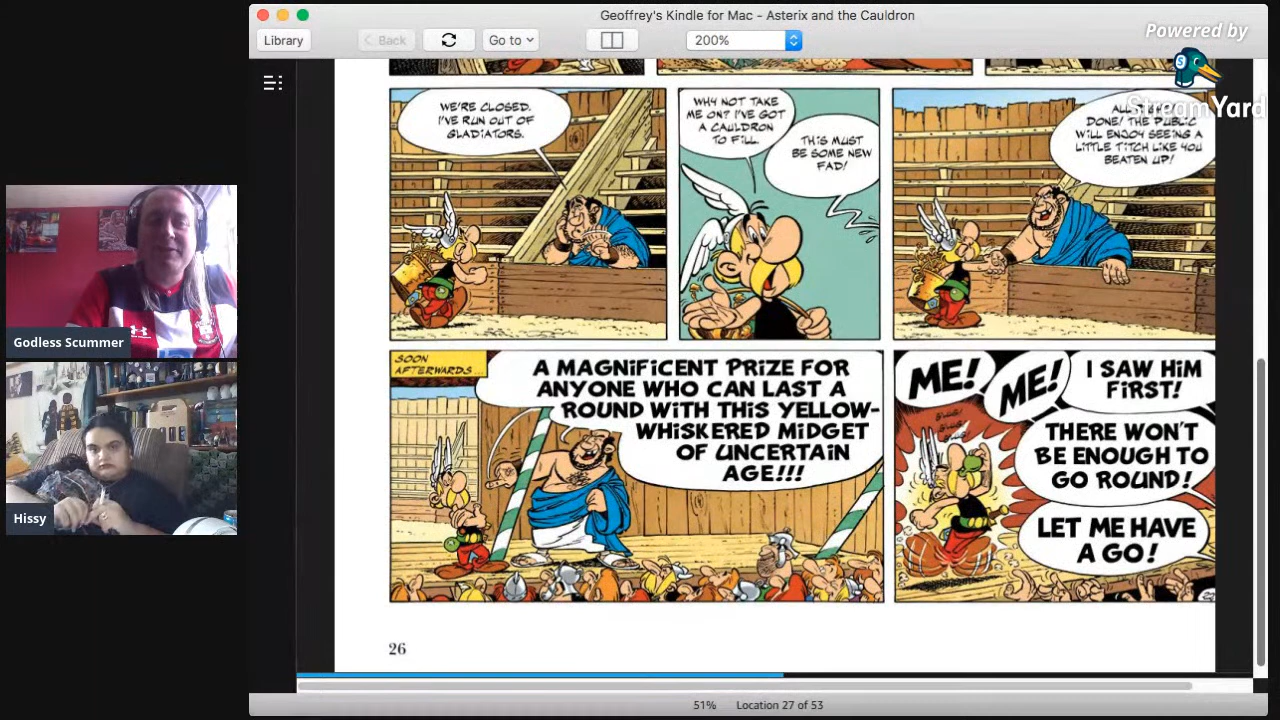 Geoffrey's Kindle for Mac - Asterix and the Cauldron
Powered by
StreamYard
Library
Back
Go to
200%
WE'RE CLOSED.
I'VE RUN OUT OF
GLADIATORS.
WHY NOT TAKE
ME ON? I'VE GOT
A CAULDRON
TO FILL.
THIS MUST
BE SOME NEW
FAD!
DONE! THE PUBLIC
WILL ENJOY SEEING A
LITTLE TITCH LIKE YOU
BEATEN UP!
SOON
AFTERWARDS...
A MAGNIFICENT PRIZE FOR
ANYONE WHO CAN LAST A
ROUND WITH THIS YELLOW-
WHISKERED MIDGET
OF UNCERTAIN
AGE!!!
ME!
ME!
I SAW HIM
FIRST!
GLUG!
GLUG!
GLUG!
THERE WON'T
BE ENOUGH TO
GO ROUND!
LET ME HAVE
A GO!
26
51%
Location 27 of 53
Godless Scummer
Hissy